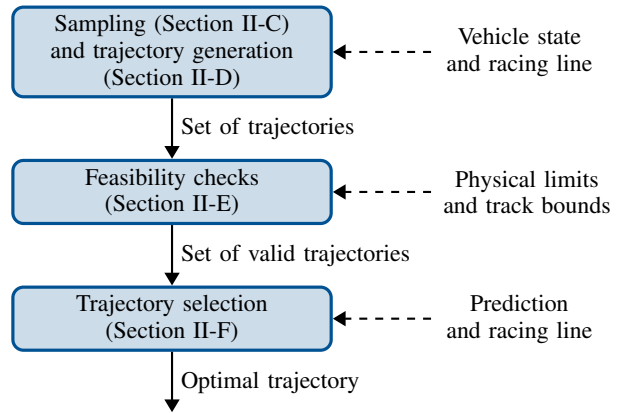 Sampling (Section II-C)
and trajectory generation
(Section II-D)
Vehicle state
and racing line
Set of trajectories
Feasibility checks
(Section II-E)
Physical limits
and track bounds
Set of valid trajectories
Trajectory selection
(Section II-F)
Prediction
and racing line
Optimal trajectory